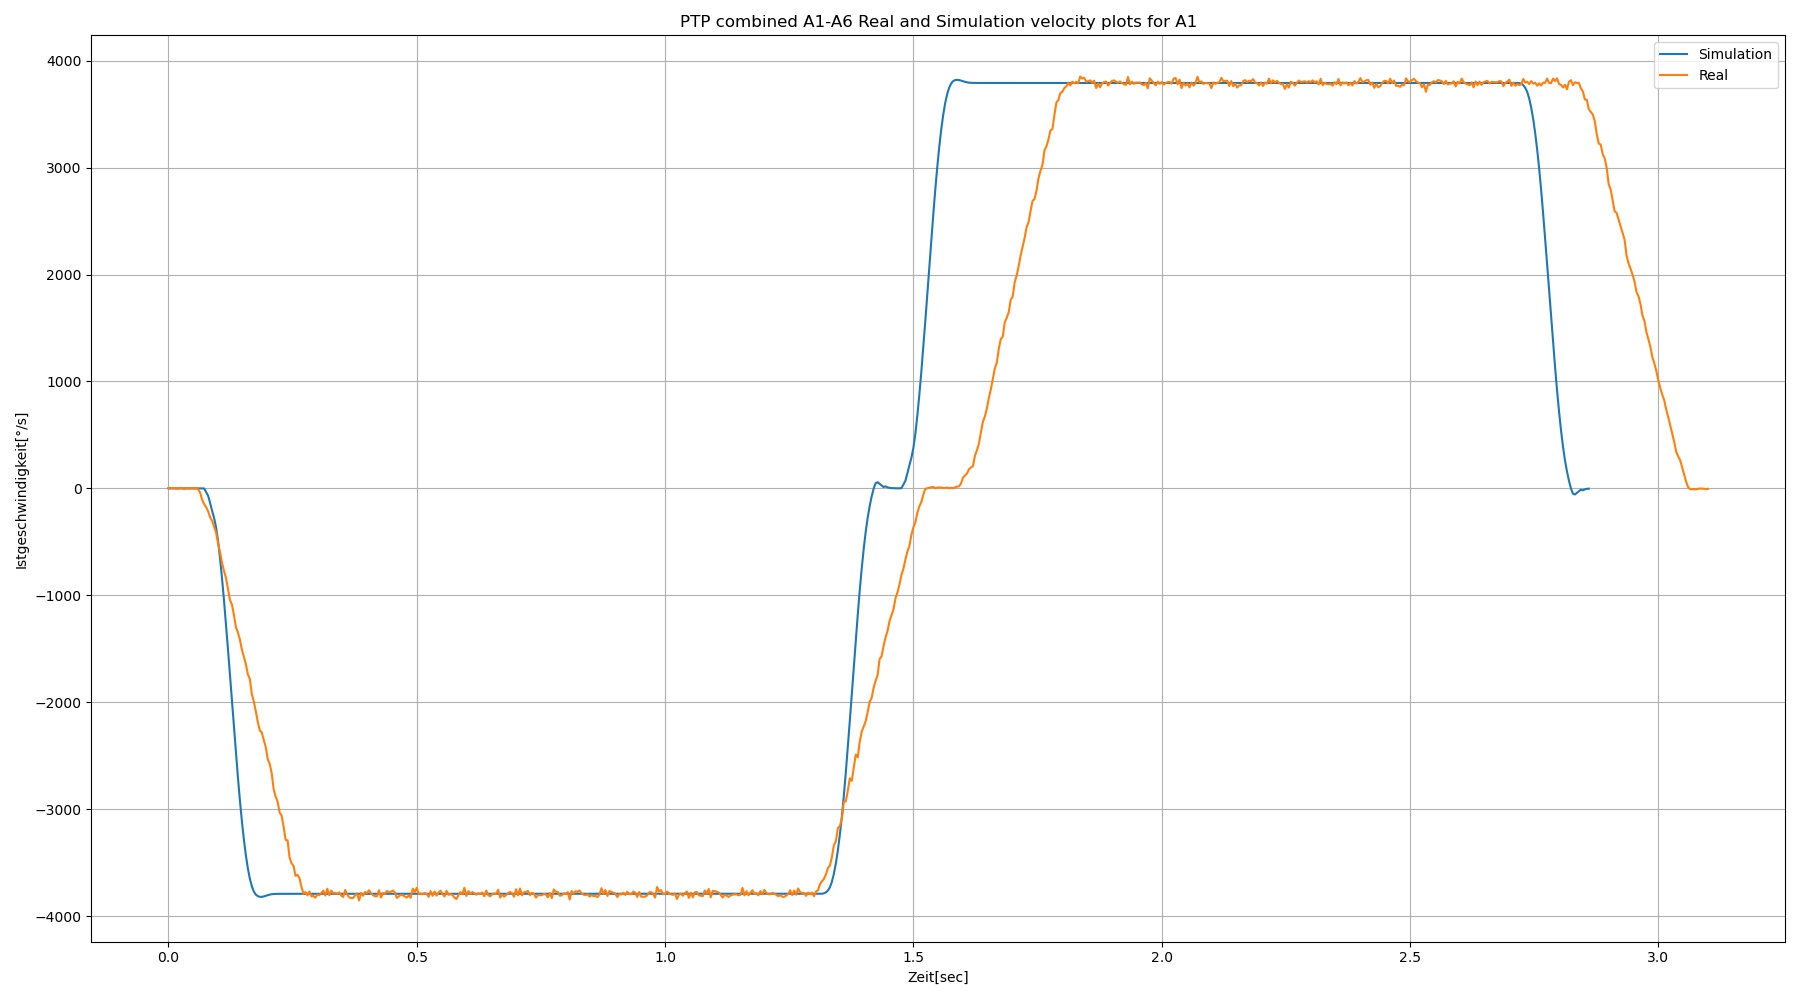 PTP combined A1-A6 Real and Simulation velocity plots for A1
Simulation
Real
4000
3000
2000
1000
0
−1000
−2000
−3000
−4000
Istgeschwindigkeit[°/s]
0.0 0.5 1.0 1.5 2.0 2.5 3.0
Zeit[sec]